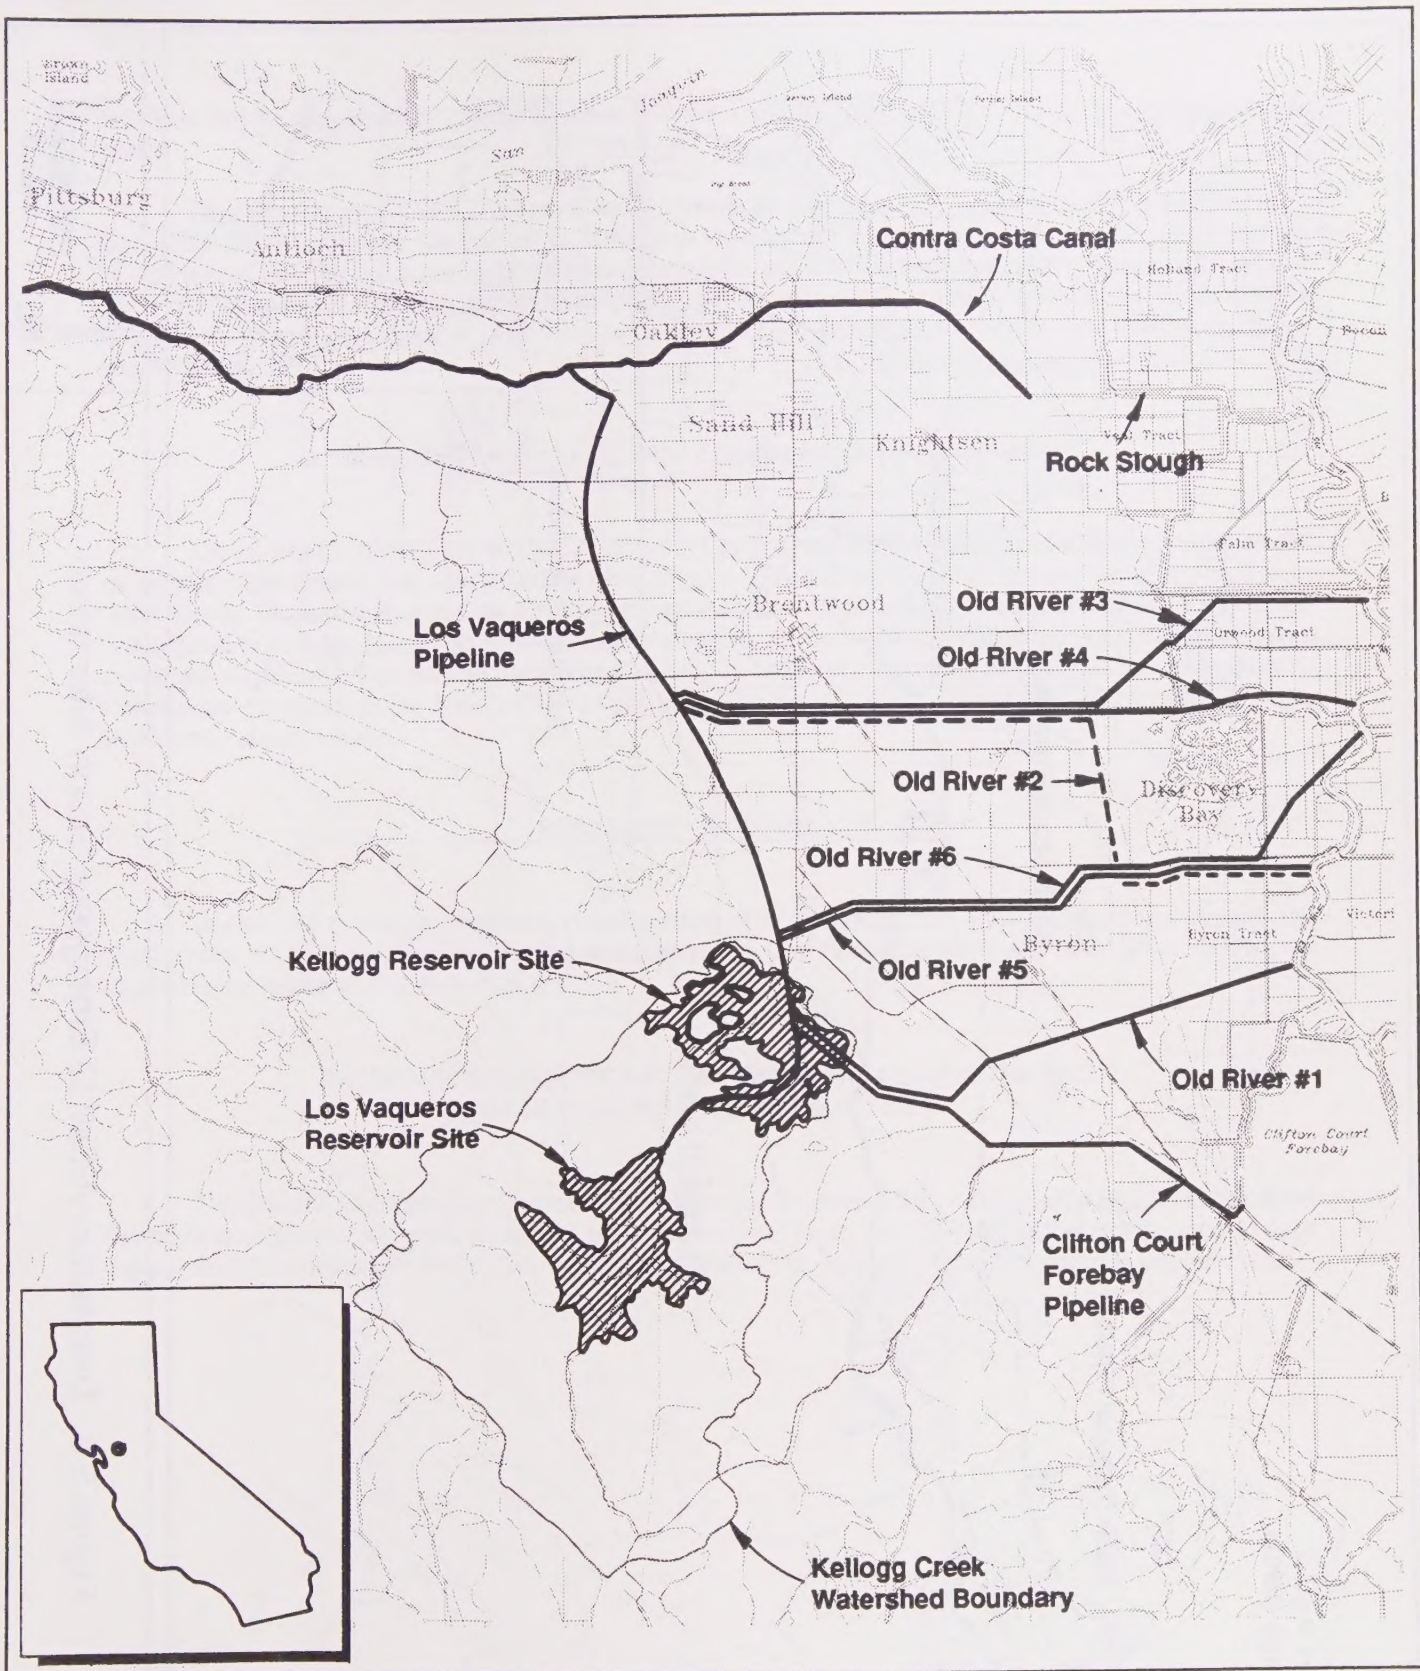 Brown
Island
Joaquin
San
Pittsburg
Antioch
Contra Costa Canal
Holland Tract
Oakley
Sand Hill
Knightsen
Rock Slough
Palm Tract
Brentwood
Old River #3
Los Vaqueros
Pipeline
Orwood Tract
Old River #4
Old River #2
Discovery
Bay
Old River #6
Byron
Byron Tract
Victori
Kellogg Reservoir Site
Old River #5
Old River #1
Los Vaqueros
Reservoir Site
Clifton Court
Forebay
Clifton Court
Forebay
Pipeline
Kellogg Creek
Watershed Boundary